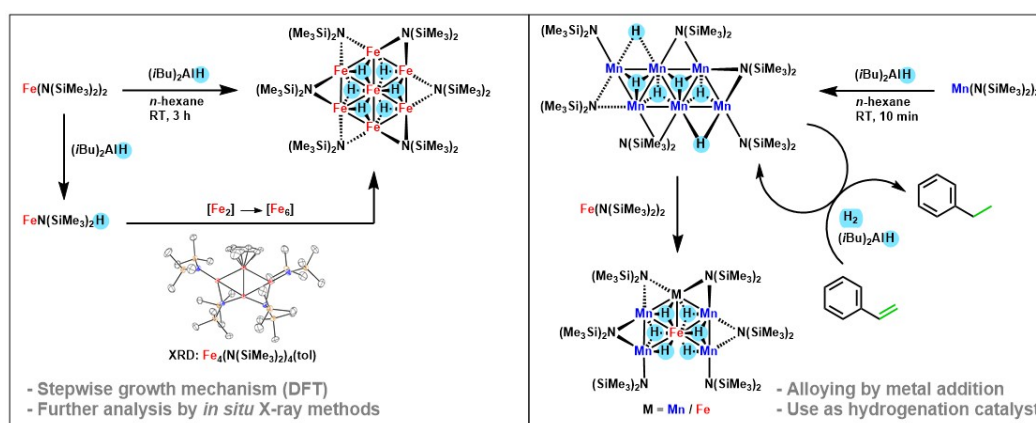 (Me3Si)2N
N(SiMe3)2
Fe
Fe
Fe
H
H
(iBu)2AlH
Fe(N(SiMe3)2)2
n-hexane
RT, 3 h
(Me3Si)2N
H
Fe
H
N(SiMe3)2
Fe
Fe
H
H
Fe
(iBu)2AlH
(Me3Si)2N
N(SiMe3)2
FeN(SiMe3)2H
[Fe2] → [Fe6]
XRD: Fe4(N(SiMe3)2)4(tol)
- Stepwise growth mechanism (DFT)
- Further analysis by in situ X-ray methods
(Me3Si)2N
H
N(SiMe3)2
Mn
Mn
Mn
N(SiMe3)2
H
H
H
H
(Me3Si)2N
Mn
Mn
Mn
N(SiMe3)2
H
N(SiMe3)2
(iBu)2AlH
Mn(N(SiMe3)2)2
n-hexane
RT, 10 min
Fe(N(SiMe3)2)2
H2
(iBu)2AlH
(Me3Si)2N
M
N(SiMe3)2
Mn
H
H
Mn
(Me3Si)2N
H
Fe
H
N(SiMe3)2
Mn
H
H
Mn
(SiMe3)2N
N(SiMe3)2
M = Mn / Fe
- Alloying by metal addition
- Use as hydrogenation catalyst